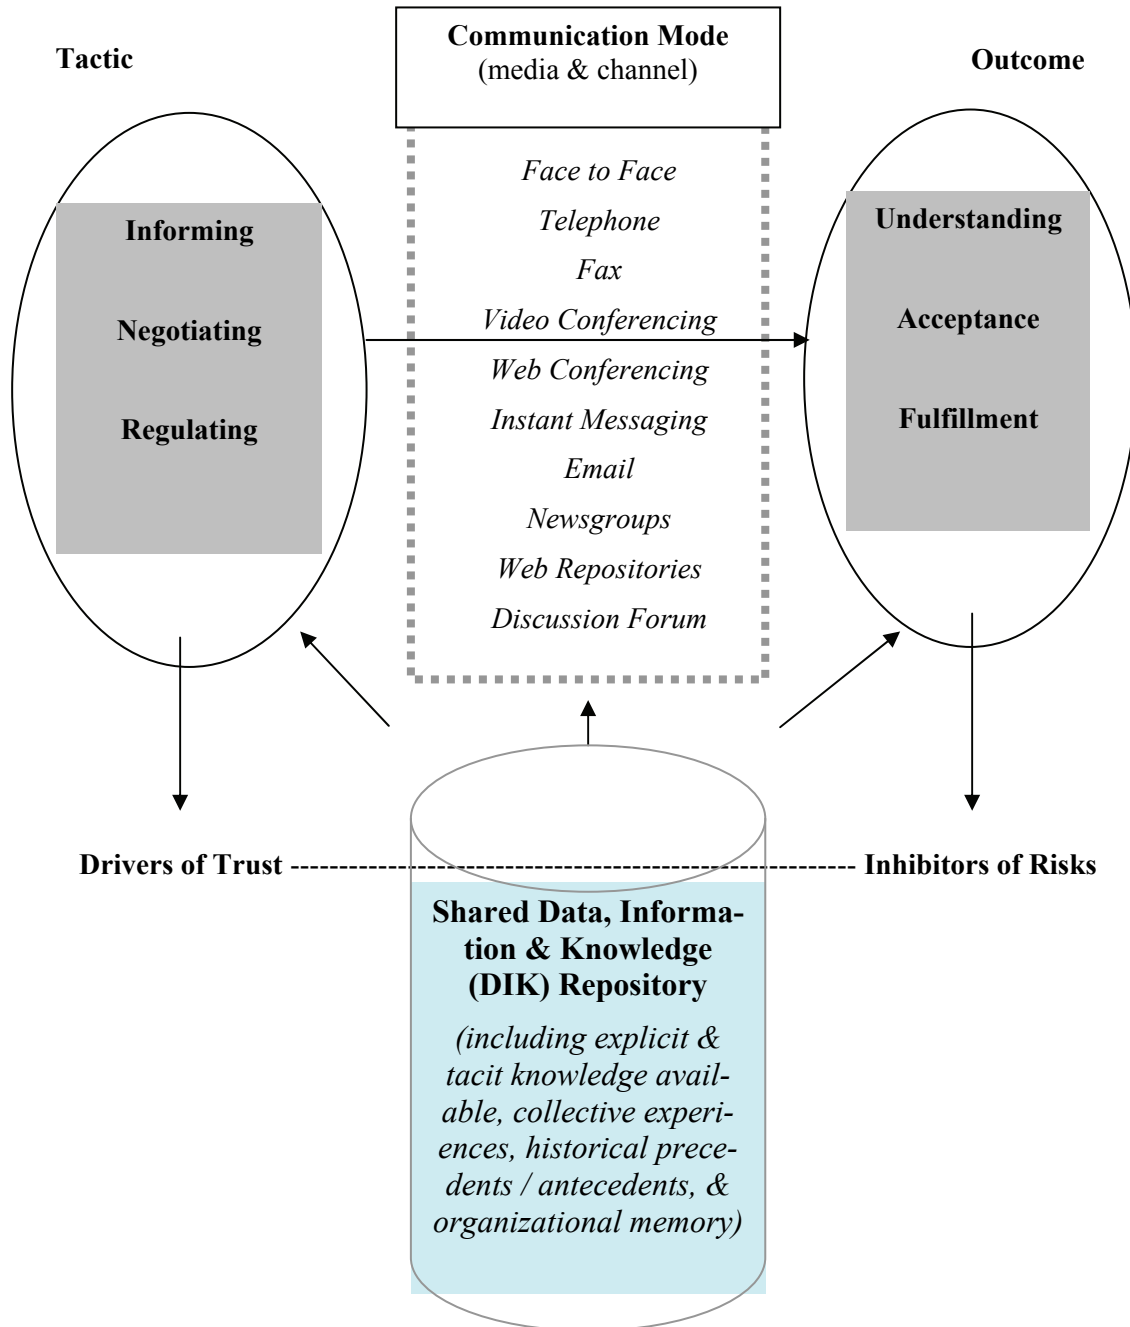 Tactic
Communication Mode
(media & channel)
Outcome
Informing
Negotiating
Regulating
Face to Face
Telephone
Fax
Video Conferencing
Web Conferencing
Instant Messaging
Email
Newsgroups
Web Repositories
Discussion Forum
Understanding
Acceptance
Fulfillment
Drivers of Trust
Inhibitors of Risks
Shared Data, Informa-
tion & Knowledge
(DIK) Repository
(including explicit &
tacit knowledge avail-
able, collective experi-
ences, historical prece-
dents / antecedents, &
organizational memory)